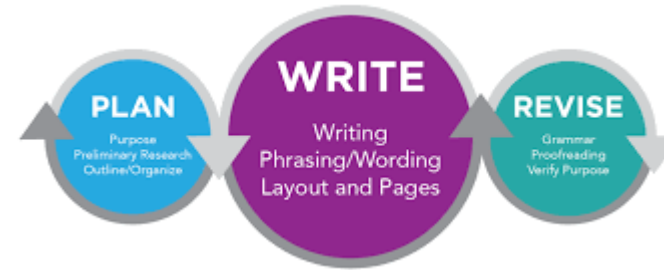 PLAN
Purpose
Preliminary Research
Outline/Organize
WRITE
Writing
Phrasing/Wording
Layout and Pages
REVISE
Grammar
Proofreading
Verify Purpose